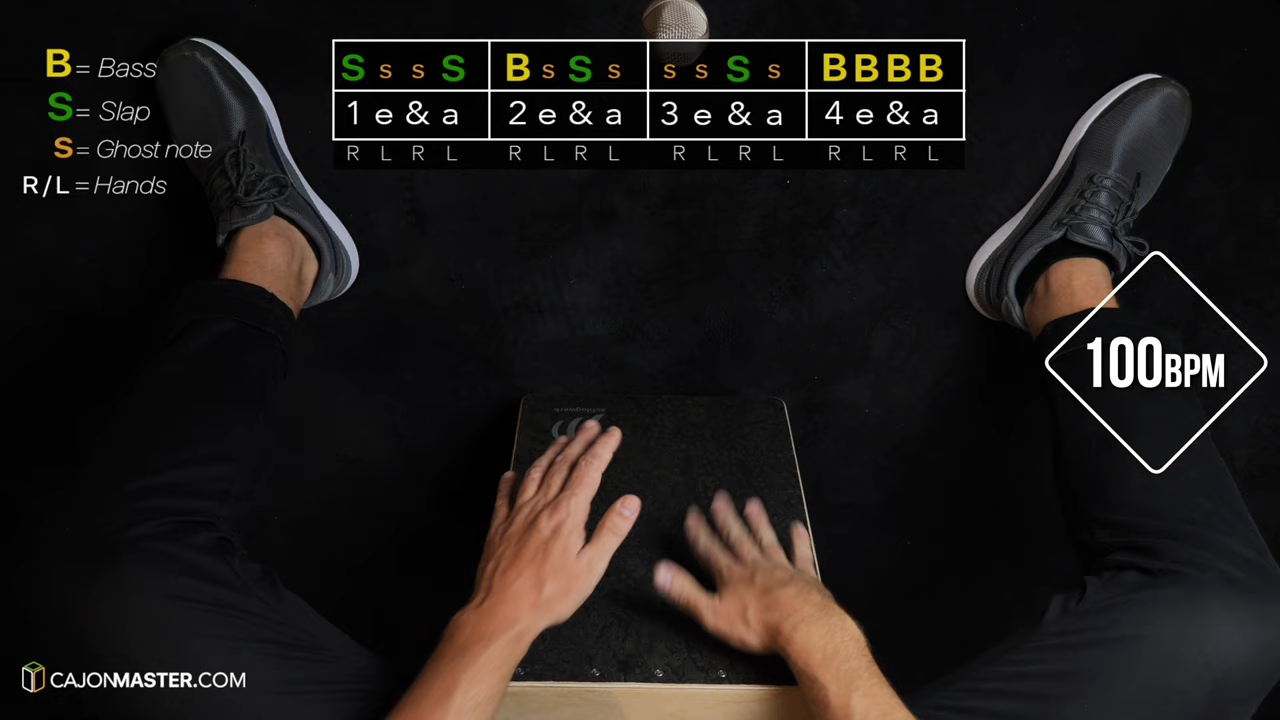 B = Bass
S = Slap
s = Ghost note
R/L = Hands
S s s S B s S s s s S s B B B B
1 e & a 2 e & a 3 e & a 4 e & a
R L R L R L R L R L R L R L R L
100BPM
CAJONMASTER.COM